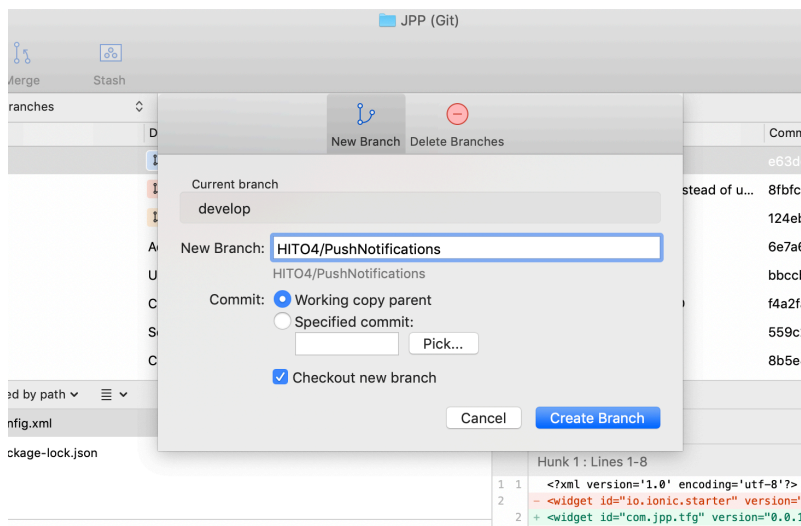 JPP (Git)
Merge
Stash
ranches
New Branch
Delete Branches
Comm
Current branch
develop
e63d
stead of u...
8fbfc
124eb
New Branch: HITO4/PushNotifications
6e7a6
HITO4/PushNotifications
bbccl
Commit: Working copy parent
f4a2f
Specified commit:
559c
Pick...
8b5e
Checkout new branch
ed by path
Cancel
Create Branch
nfig.xml
ckage-lock.json
Hunk 1 : Lines 1-8
1 1 <?xml version='1.0' encoding='utf-8'?>
2 - <widget id="io.ionic.starter" version="
2 + <widget id="com.jpp.tfg" version="0.0.1